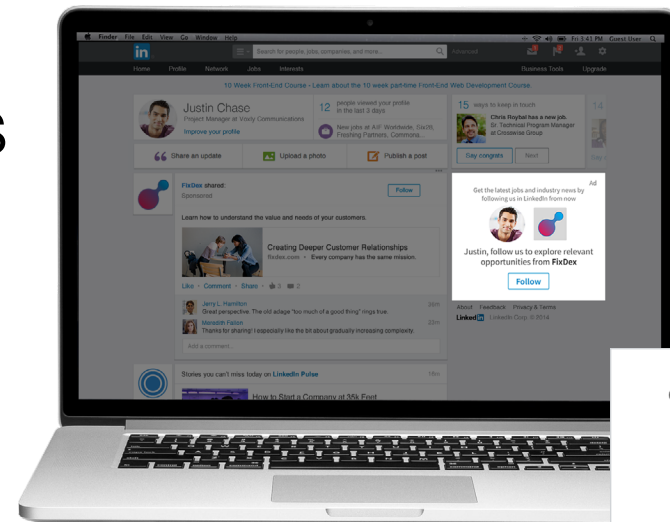 S
Finder File Edit View Go Window Help
Fri 3:41 PM Guest User
in
Search for people, jobs, companies, and more...
Advanced
Home Profile Network Jobs Interests
Business Tools Upgrade
10 Week Front-End Course - Learn about the 10 week part-time Front-End Web Development Course.
Justin Chase
Project Manager at Voxly Communications
Improve your profile
12 people viewed your profile
in the last 3 days
New jobs at AIF Worldwide,
Freshing Partners,
15 ways to keep in touch
14
Chris Roybal has a new job.
Sr. Technical Program Manager
at Crosswise Group
Say congrats
Next
Share an update
Upload a photo
Publish a post
FixDex shared:
Sponsored
Follow
Learn how to understand the value and needs of your customers.
Creating Deeper Customer Relationships
fixdex.com • Every company has the same mission.
Like • Comment • Share • 3 2
Jerry L. Hamilton
Great perspective. The old adage "too much of a good thing" rings true.
Meredith Fallon
22m
Thanks for sharing! I especially like the bit about gradually increasing complexity.
Add a comment...
Stories you can't miss today on LinkedIn Pulse
How to Start a Company at 35k Feet
Ad
Get the latest jobs and industry news by
following us in LinkedIn from now
Justin, follow us to explore relevant
opportunities from FixDex
Follow
About Feedback Privacy & Terms
LinkedIn LinkedIn Corp. © 2014